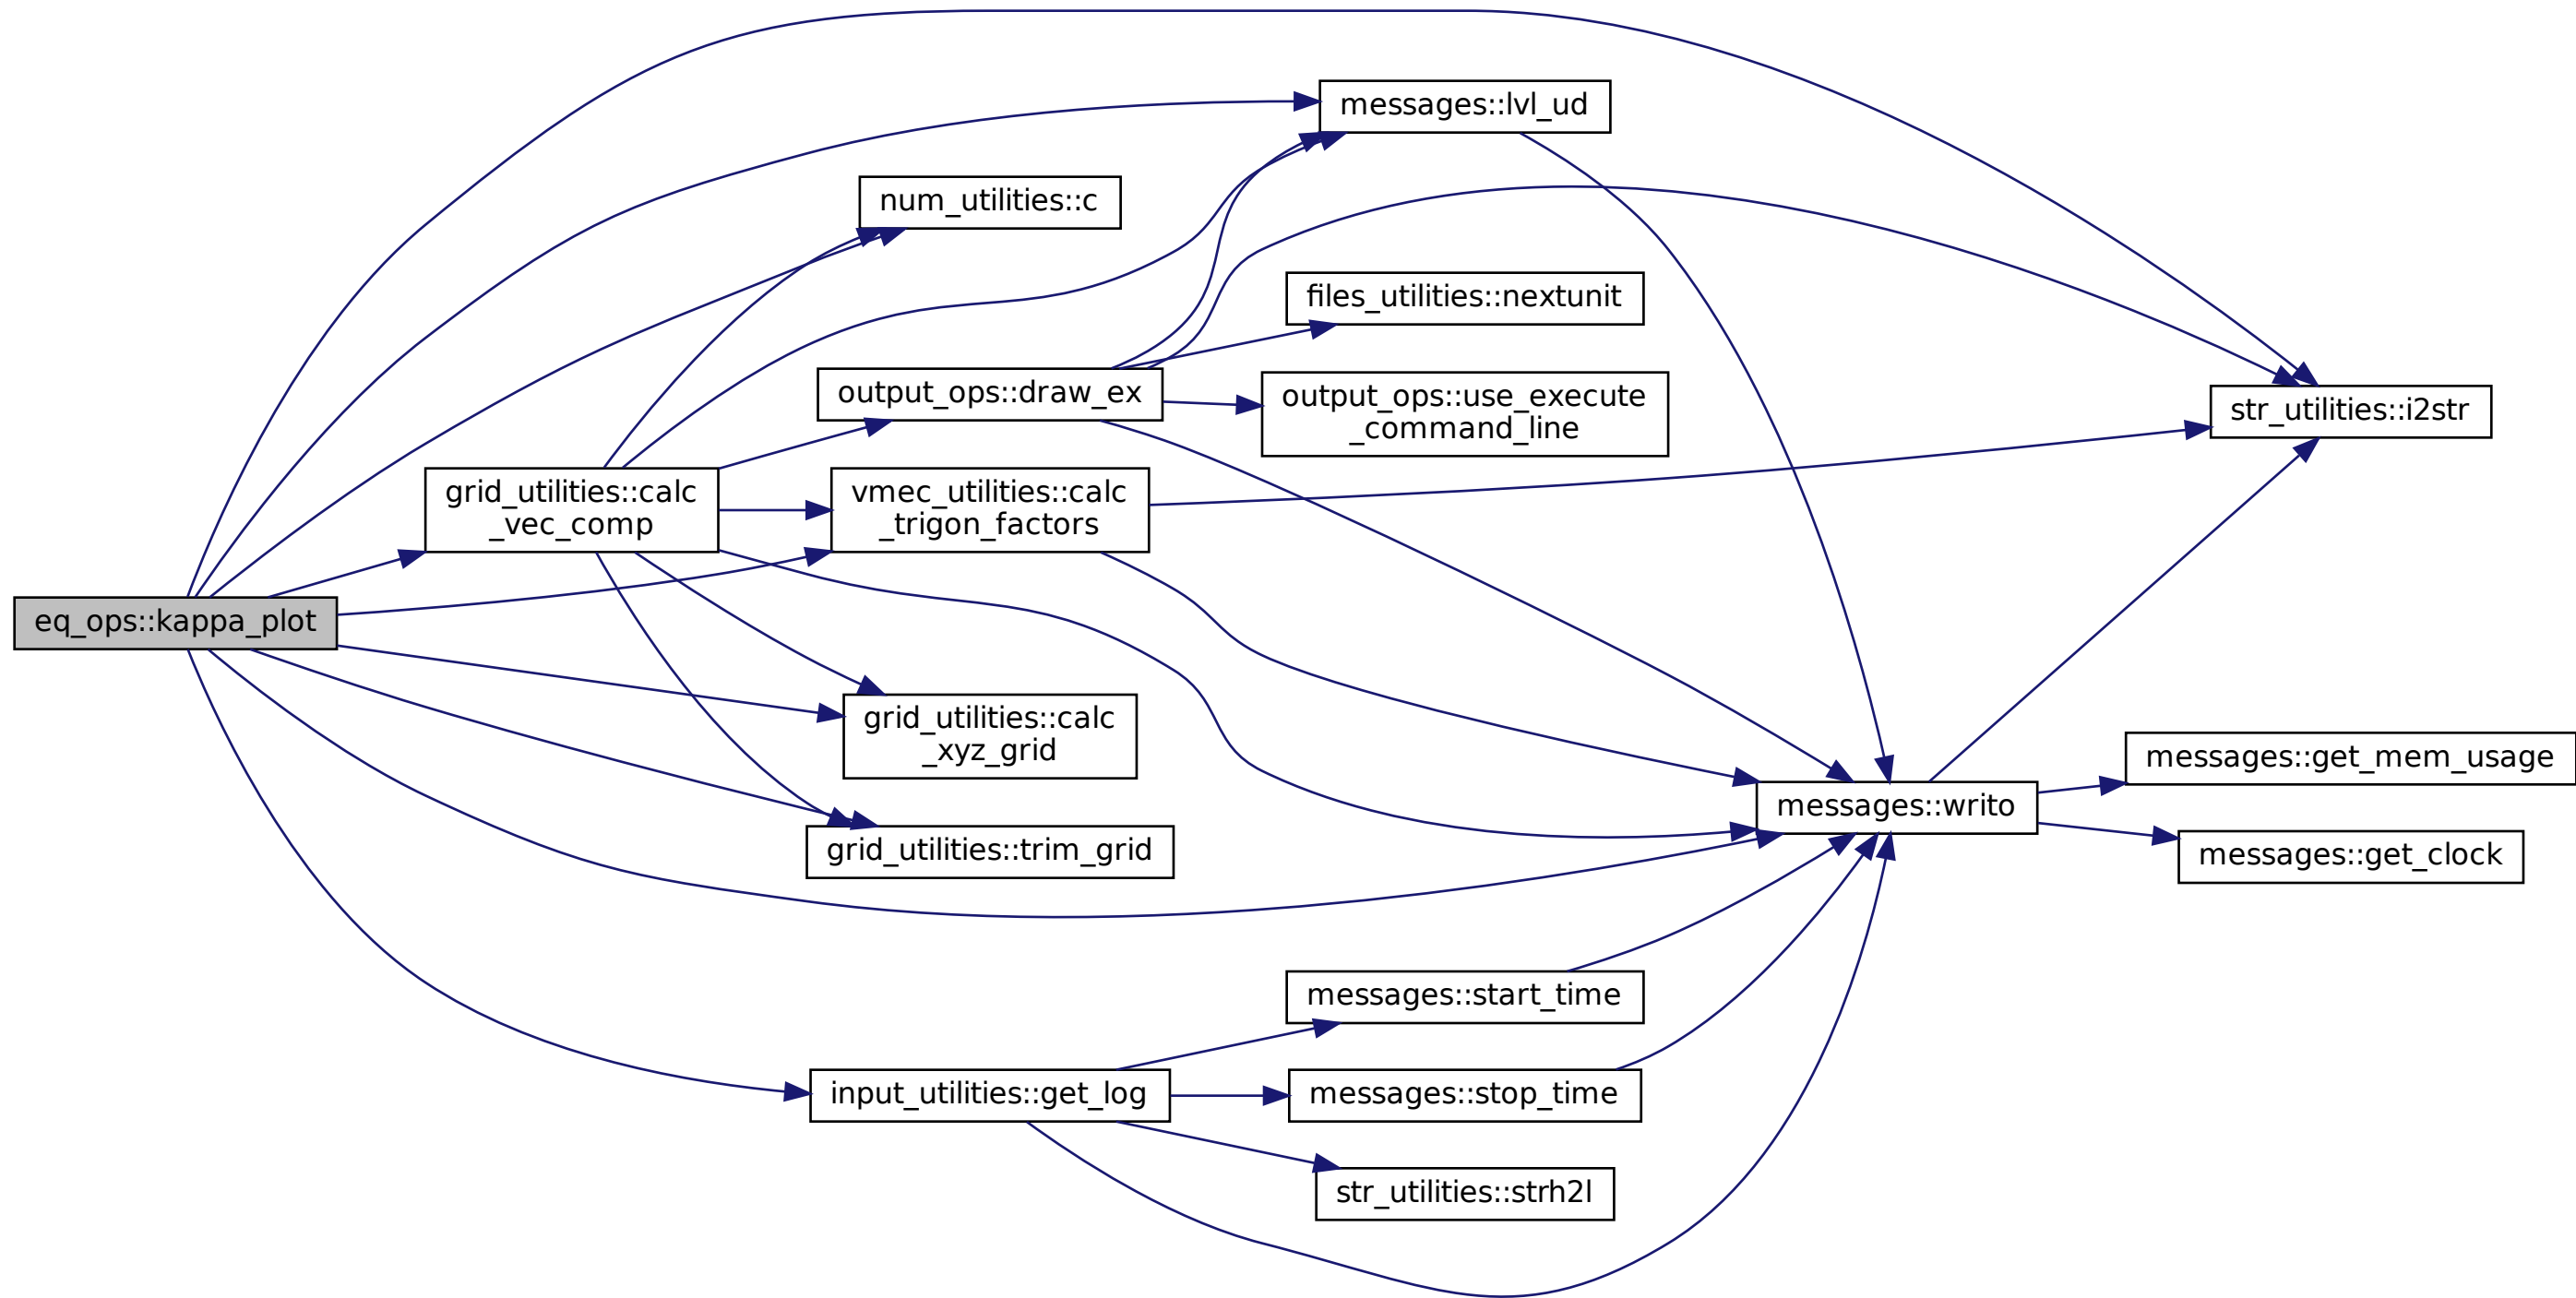 messages::lvl_ud
num_utilities::c
files_utilities::nextunit
output_ops::draw_ex
output_ops::use_execute
_command_line
str_utilities::i2str
grid_utilities::calc
_vec_comp
vmec_utilities::calc
_trigon_factors
eq_ops::kappa_plot
grid_utilities::calc
_xyz_grid
messages::get_mem_usage
messages::writo
grid_utilities::trim_grid
messages::get_clock
messages::start_time
input_utilities::get_log
messages::stop_time
str_utilities::strh2l